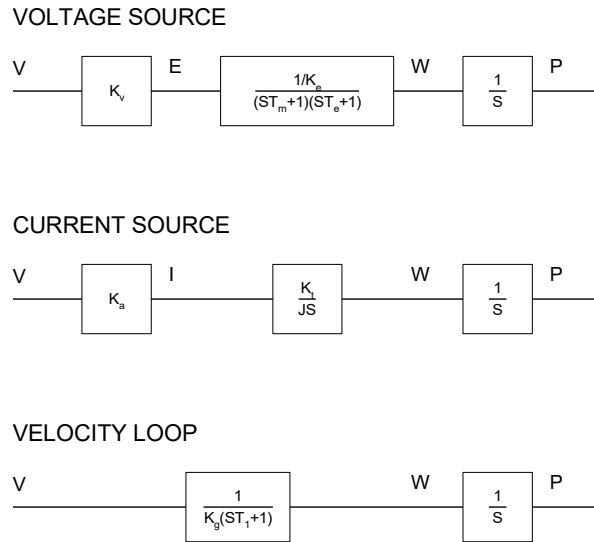 VOLTAGE SOURCE
V E W P
K_v
1/K_e
(ST_m+1)(ST_e+1)
1
S
CURRENT SOURCE
V I W P
K_a
K_t
JS
1
S
VELOCITY LOOP
V W P
1
K_g(ST_1+1)
1
S